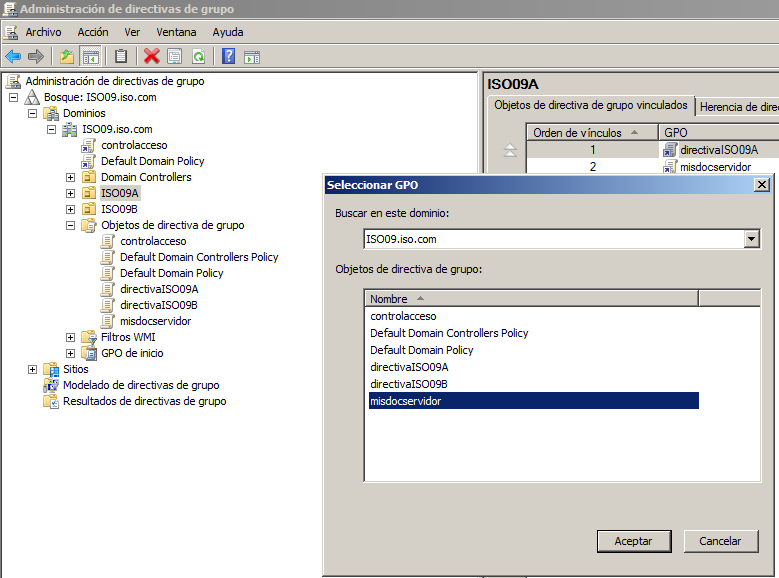 Administración de directivas de grupo
Archivo Acción Ver Ventana Ayuda
Administración de directivas de grupo
Bosque: ISO09.iso.com
Dominios
ISO09.iso.com
controlacceso
Default Domain Policy
Domain Controllers
ISO09A
ISO09B
Objetos de directiva de grupo
controlacceso
Default Domain Controllers Policy
Default Domain Policy
directivaISO09A
directivaISO09B
misdocservidor
Filtros WMI
GPO de inicio
Sitios
Modelado de directivas de grupo
Resultados de directivas de grupo
ISO09A
Objetos de directiva de grupo vinculados Herencia de dire
Orden de vínculos GPO
1 directivaISO09A
2 misdocservidor
Seleccionar GPO
Buscar en este dominio:
ISO09.iso.com
Objetos de directiva de grupo:
Nombre
controlacceso
Default Domain Controllers Policy
Default Domain Policy
directivaISO09A
directivaISO09B
misdocservidor
Aceptar Cancelar